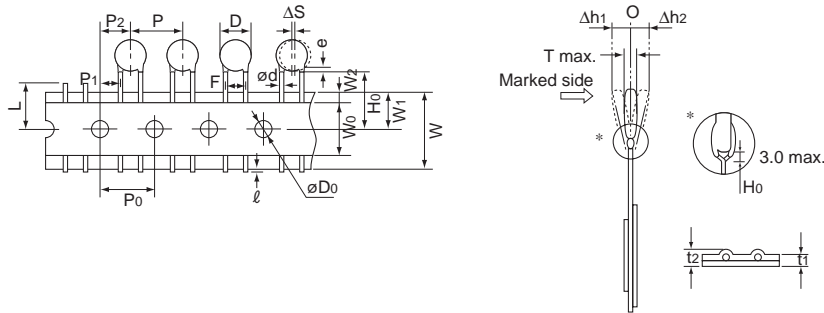 P2 P D ΔS
e
P1 F ød W2 H0 W1
L W0 W
P0 ℓ øD0
Δh1 O Δh2
T max.
Marked side
* *
3.0 max.
H0
t2 t1